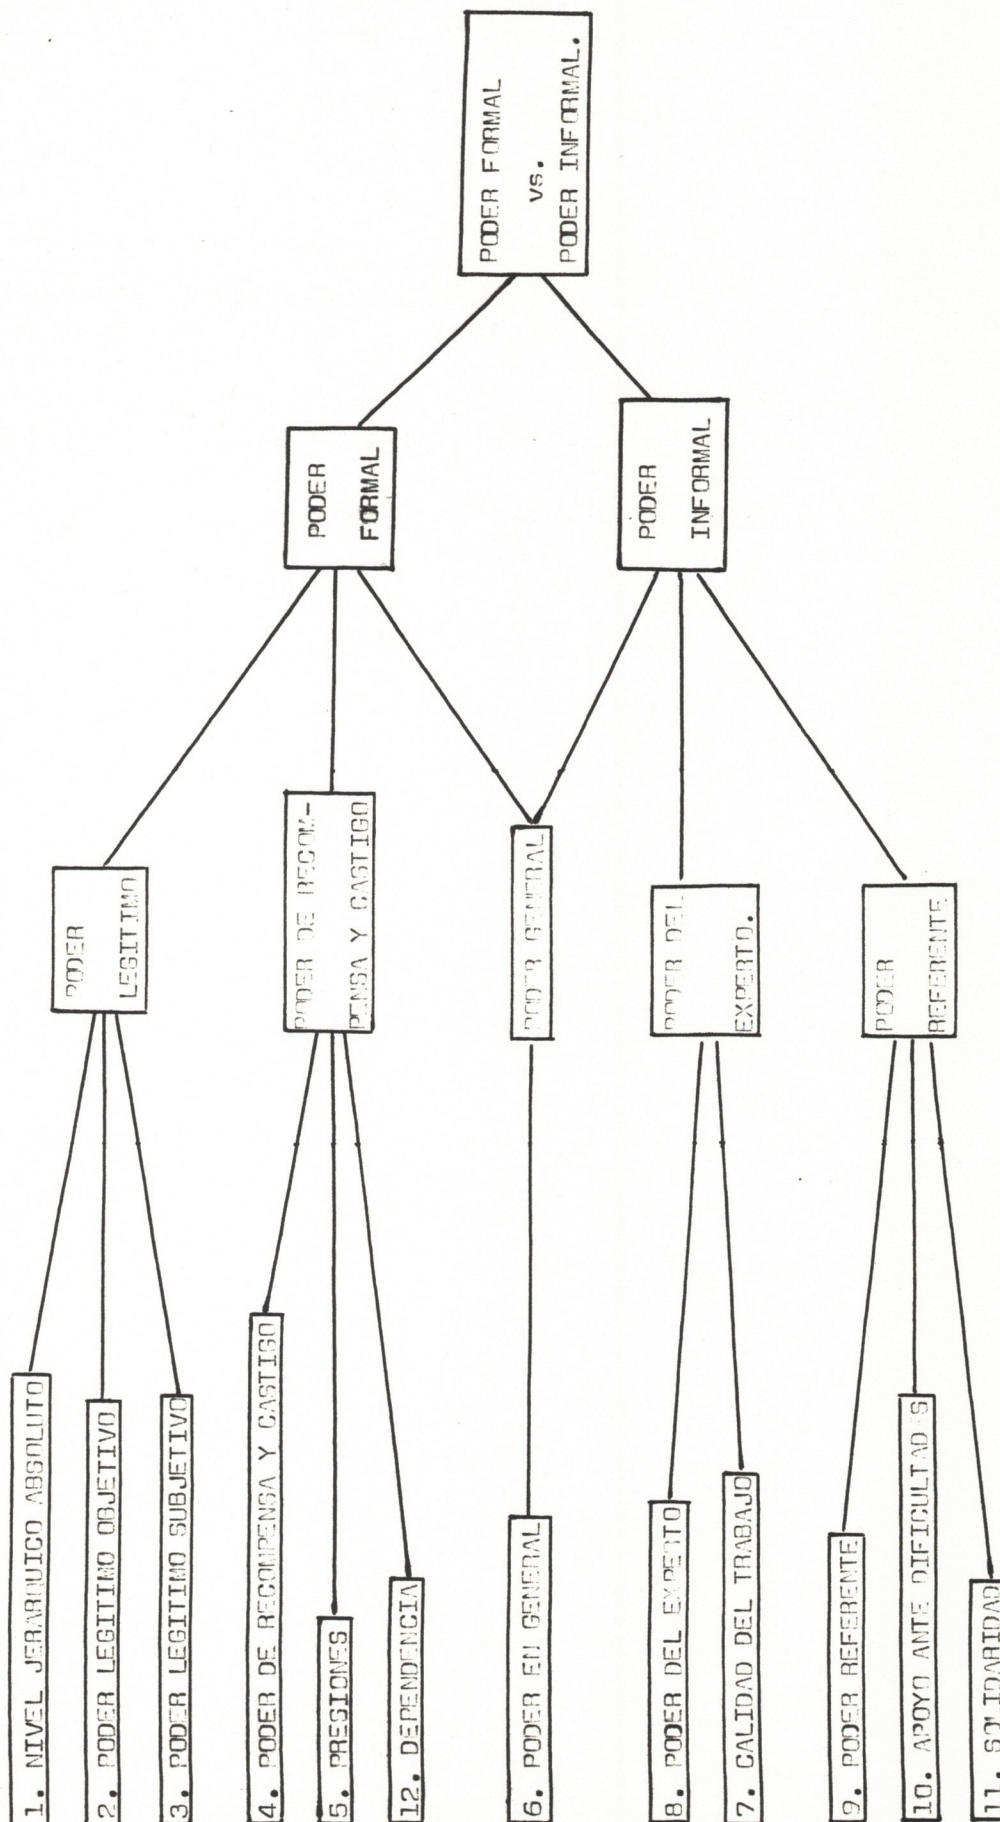 1. NIVEL JERARQUICO ABSOLUTO
2. PODER LEGITIMO OBJETIVO
3. PODER LEGITIMO SUBJETIVO
4. PODER DE RECOMPENSA Y CASTIGO
5. PRESIONES
12. DEPENDENCIA
6. PODER EN GENERAL
8. PODER DEL EXPERTO
7. CALIDAD DEL TRABAJO
9. PODER REFERENTE
10. APOYO ANTE DIFICULTADES
11. SOLIDARIDAD
PODER
LEGITIMO
PODER DE RECOM-
PENSA Y CASTIGO
PODER GENERAL
PODER DEL
EXPERTO.
PODER
REFERENTE
PODER
FORMAL
PODER
INFORMAL
PODER FORMAL
vs.
PODER INFORMAL.